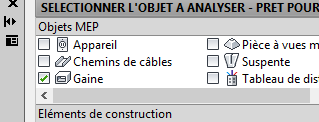 SELECTIONNER L'OBJET A ANALYSER - PRET POUR
Objets MEP
Appareil
Pièce à vues m
Chemins de câbles
Suspente
Gaine
Tableau de dis
Eléments de construction